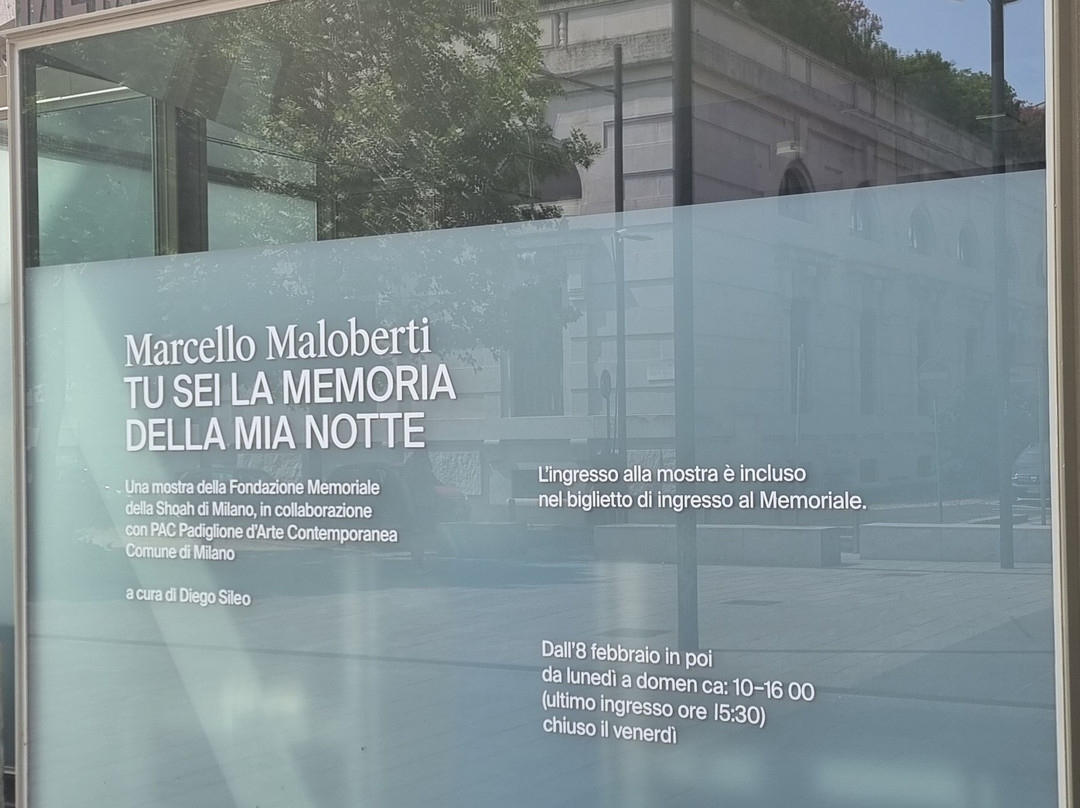 Marcello Maloberti
TU SEI LA MEMORIA
DELLA MIA NOTTE
Una mostra della Fondazione Memoriale
della Shoah di Milano, in collaborazione
con PAC Padiglione d'Arte Contemporanea
Comune di Milano
a cura di Diego Sileo
L'ingresso alla mostra è incluso
nel biglietto di ingresso al Memoriale.
Dall'8 febbraio in poi
da lunedì a domen ca: 10–16 00
(ultimo ingresso ore 15:30)
chiuso il venerdì